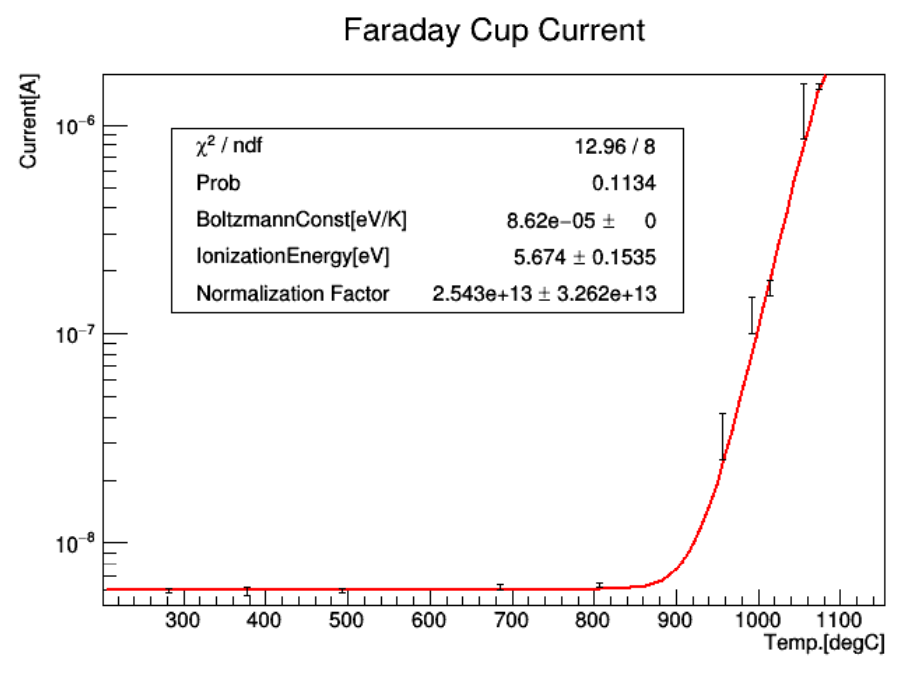 Faraday Cup Current
Current[A]
10⁻⁶
10⁻⁷
10⁻⁸
χ² / ndf 12.96 / 8
Prob 0.1134
BoltzmannConst[eV/K] 8.62e−05 ± 0
IonizationEnergy[eV] 5.674 ± 0.1535
Normalization Factor 2.543e+13 ± 3.262e+13
300 400 500 600 700 800 900 1000 1100
Temp.[degC]